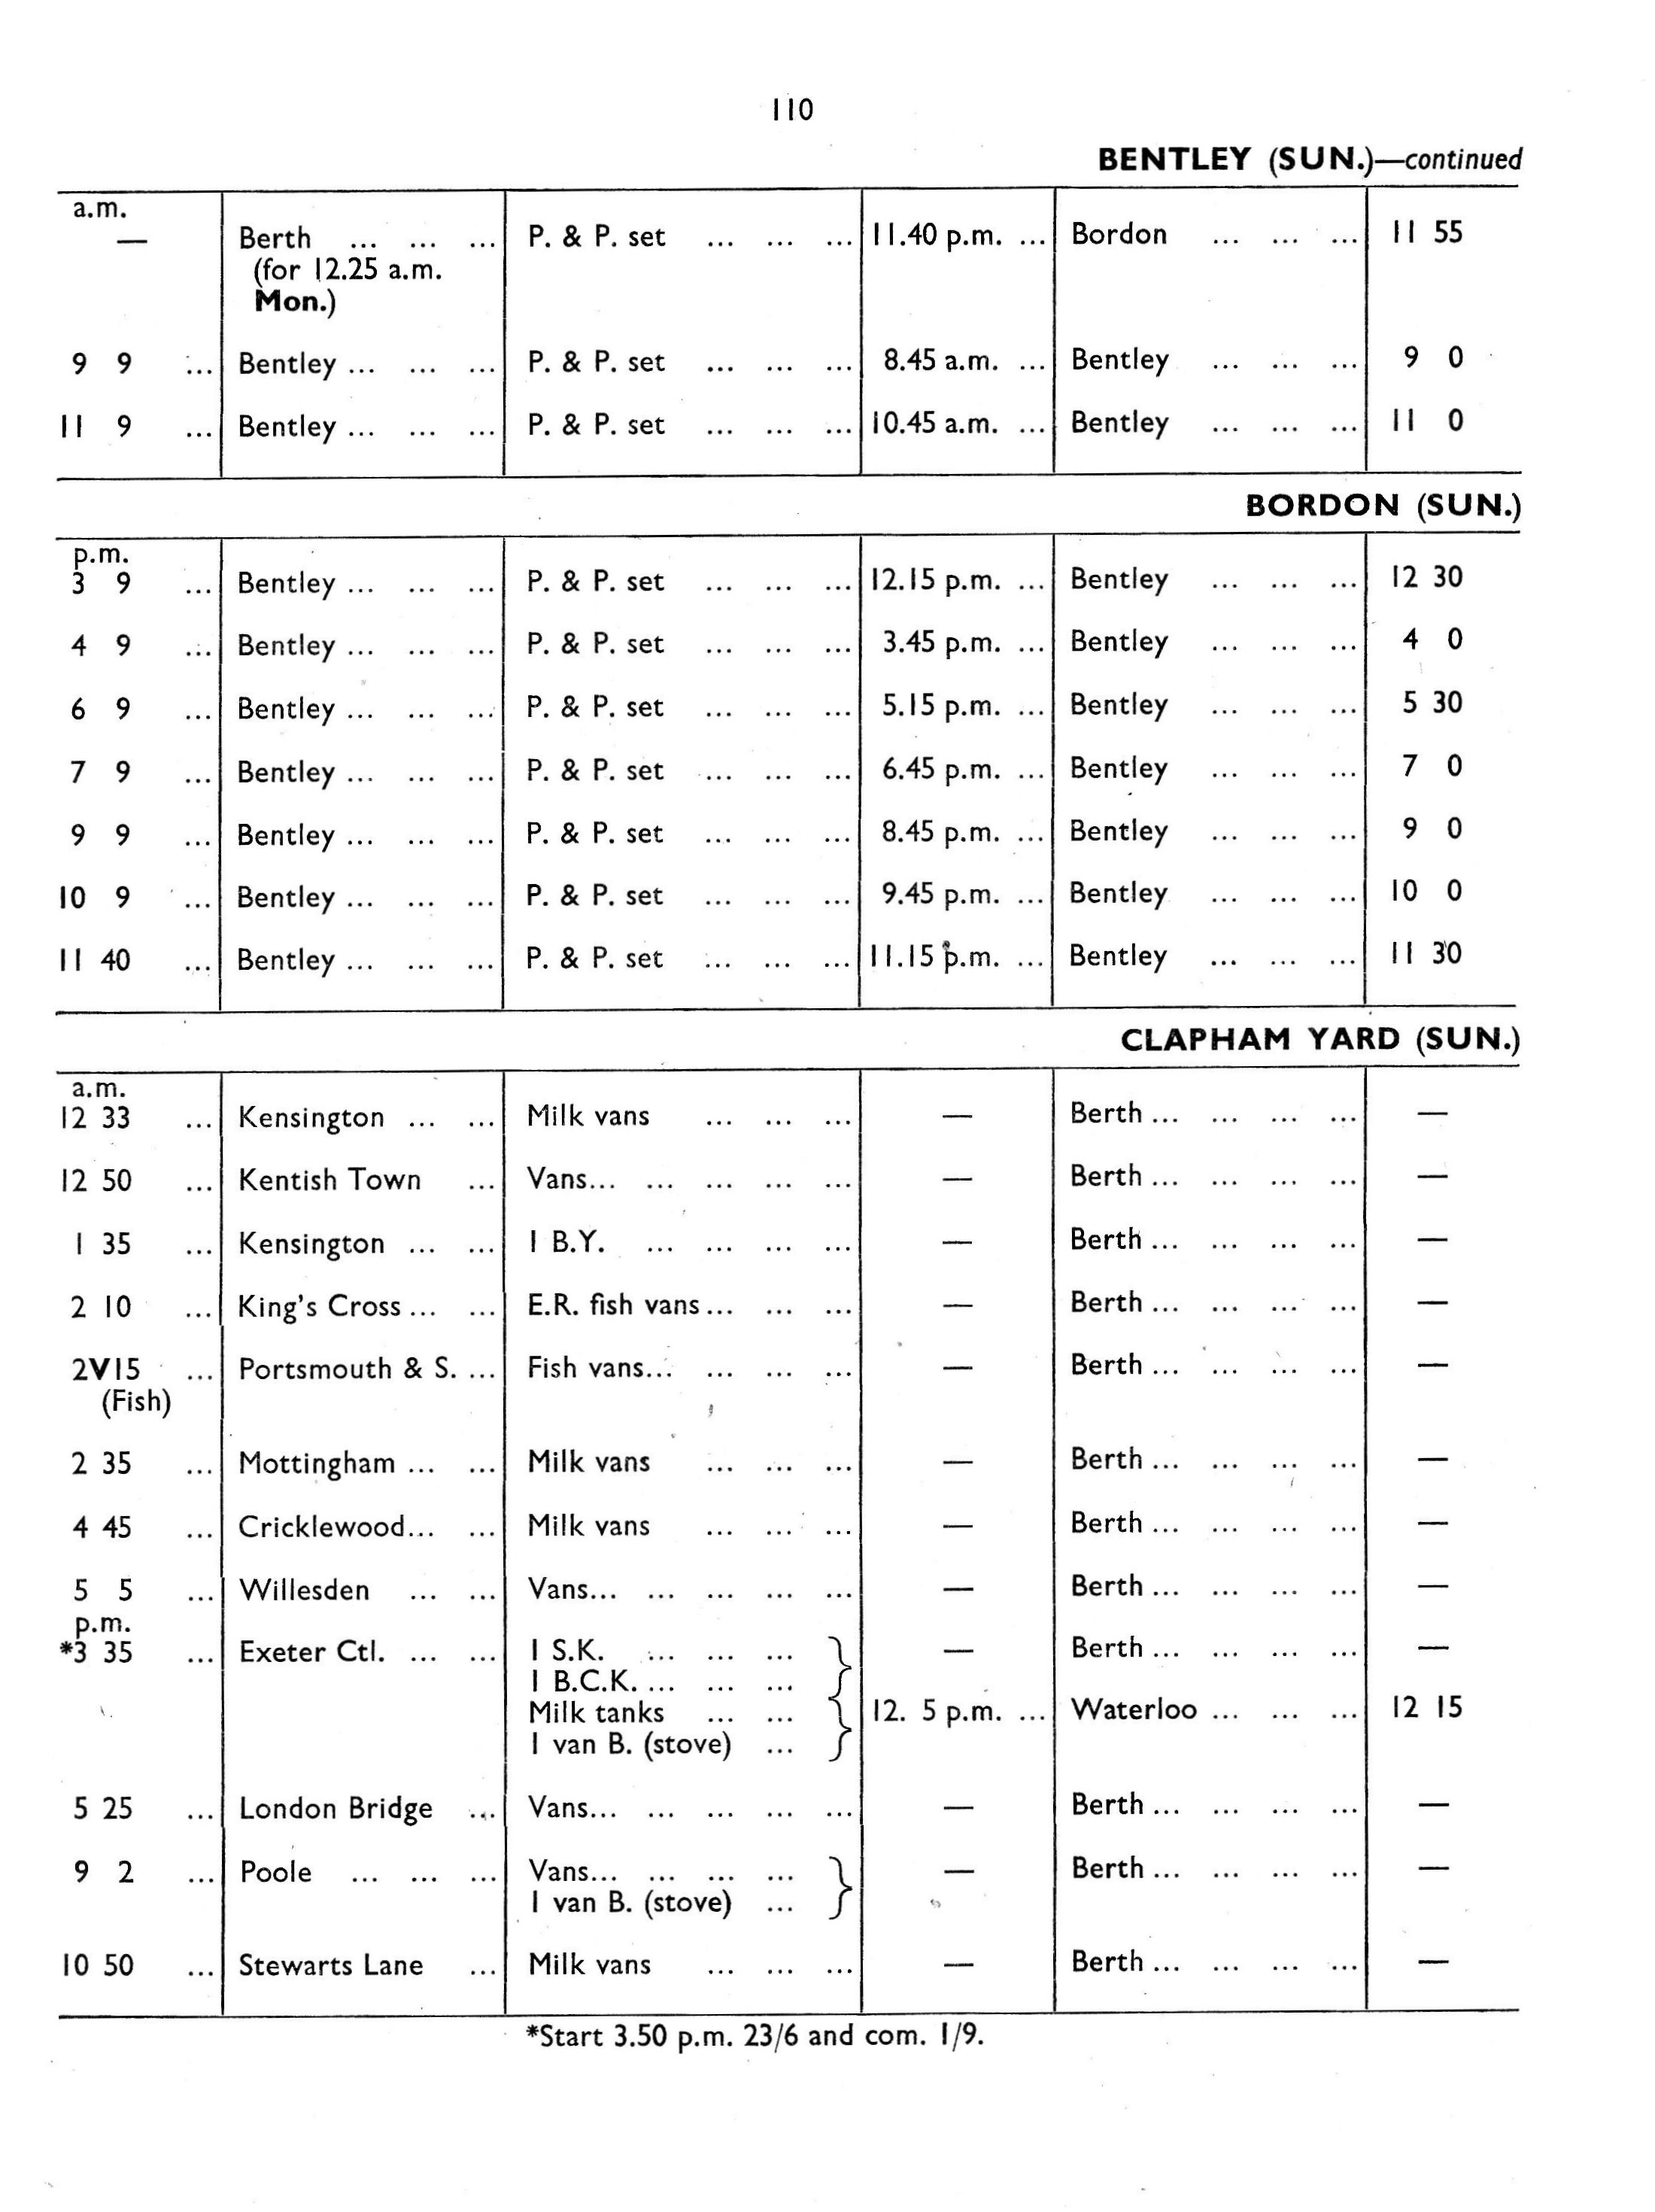 110
BENTLEY (SUN.)—continued
a.m.
— Berth ... ... ... P. & P. set ... ... ... 11.40 p.m. ... Bordon ... ... ... 11 55
(for 12.25 a.m.
Mon.)
9 9 ... Bentley ... ... ... P. & P. set ... ... ... 8.45 a.m. ... Bentley ... ... ... 9 0
11 9 ... Bentley ... ... ... P. & P. set ... ... ... 10.45 a.m. ... Bentley ... ... ... 11 0
BORDON (SUN.)
p.m.
3 9 ... Bentley ... ... ... P. & P. set ... ... ... 12.15 p.m. ... Bentley ... ... ... 12 30
4 9 ... Bentley ... ... ... P. & P. set ... ... ... 3.45 p.m. ... Bentley ... ... ... 4 0
6 9 ... Bentley ... ... ... P. & P. set ... ... ... 5.15 p.m. ... Bentley ... ... ... 5 30
7 9 ... Bentley ... ... ... P. & P. set ... ... ... 6.45 p.m. ... Bentley ... ... ... 7 0
9 9 ... Bentley ... ... ... P. & P. set ... ... ... 8.45 p.m. ... Bentley ... ... ... 9 0
10 9 ... Bentley ... ... ... P. & P. set ... ... ... 9.45 p.m. ... Bentley ... ... ... 10 0
11 40 ... Bentley ... ... ... P. & P. set ... ... ... 11.15 p.m. ... Bentley ... ... ... 11 30
CLAPHAM YARD (SUN.)
a.m.
12 33 ... Kensington ... ... Milk vans ... ... ... — Berth ... ... ... ... —
12 50 ... Kentish Town ... Vans... ... ... ... ... — Berth ... ... ... ... —
1 35 ... Kensington ... ... 1 B.Y. ... ... ... ... — Berth ... ... ... ... —
2 10 ... King's Cross ... ... E.R. fish vans ... ... ... — Berth ... ... ... ... —
2V15 ... Portsmouth & S. ... Fish vans... ... ... ... — Berth ... ... ... ... —
(Fish)
2 35 ... Mottingham ... ... Milk vans ... ... ... — Berth ... ... ... ... —
4 45 ... Cricklewood... ... Milk vans ... ... ... — Berth ... ... ... ... —
5 5 ... Willesden ... ... Vans... ... ... ... ... — Berth ... ... ... ... —
p.m.
*3 35 ... Exeter Ctl. ... ... 1 S.K. ... ... ... } — Berth ... ... ... ... —
1 B.C.K. ... ... ...
Milk tanks ... ... } 12. 5 p.m. ... Waterloo ... ... ... 12 15
1 van B. (stove) ...
5 25 ... London Bridge ... Vans... ... ... ... ... — Berth ... ... ... ... —
9 2 ... Poole ... ... ... Vans... ... ... ... } — Berth ... ... ... ... —
1 van B. (stove) ...
10 50 ... Stewarts Lane ... Milk vans ... ... ... — Berth ... ... ... ... —
*Start 3.50 p.m. 23/6 and com. 1/9.